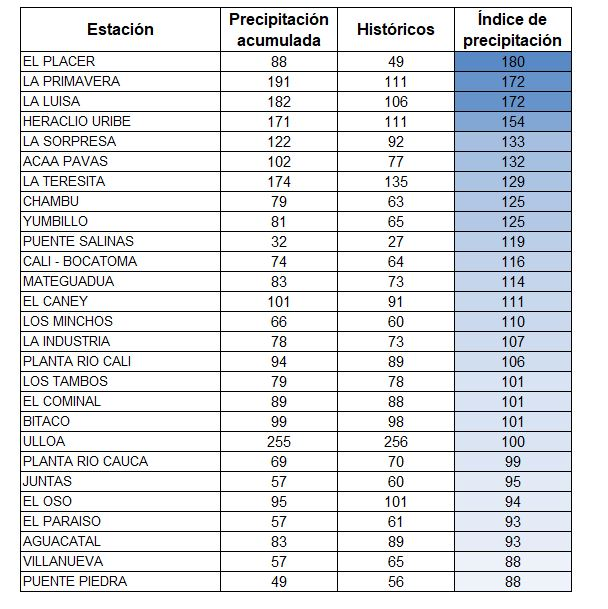 Estación Precipitación acumulada Históricos Índice de precipitación
EL PLACER 88 49 180
LA PRIMAVERA 191 111 172
LA LUISA 182 106 172
HERACLIO URIBE 171 111 154
LA SORPRESA 122 92 133
ACAA PAVAS 102 77 132
LA TERESITA 174 135 129
CHAMBU 79 63 125
YUMBILLO 81 65 125
PUENTE SALINAS 32 27 119
CALI - BOCATOMA 74 64 116
MATEGUADUA 83 73 114
EL CANEY 101 91 111
LOS MINCHOS 66 60 110
LA INDUSTRIA 78 73 107
PLANTA RIO CALI 94 89 106
LOS TAMBOS 79 78 101
EL COMINAL 89 88 101
BITACO 99 98 101
ULLOA 255 256 100
PLANTA RIO CAUCA 69 70 99
JUNTAS 57 60 95
EL OSO 95 101 94
EL PARAISO 57 61 93
AGUACATAL 83 89 93
VILLANUEVA 57 65 88
PUENTE PIEDRA 49 56 88